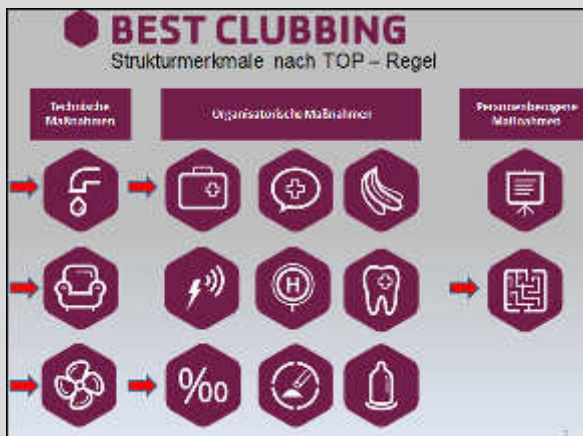 BEST CLUBBING
Strukturmerkmale nach TOP – Regel
Technische
Maßnahmen
Organisatorische Maßnahmen
Personenbezogene
Maßnahmen
H
‰